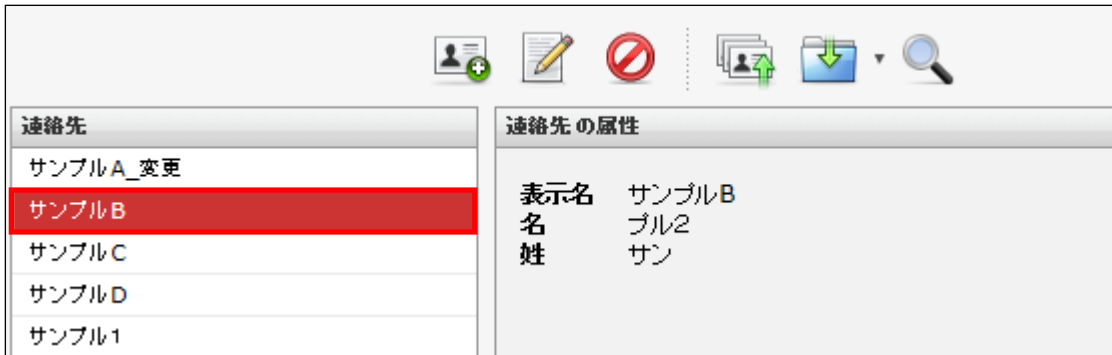 連絡先
サンプルA_変更
サンプルB
サンプルC
サンプルD
サンプル1
連絡先の属性
表示名 サンプルB
名 プル2
姓 サン